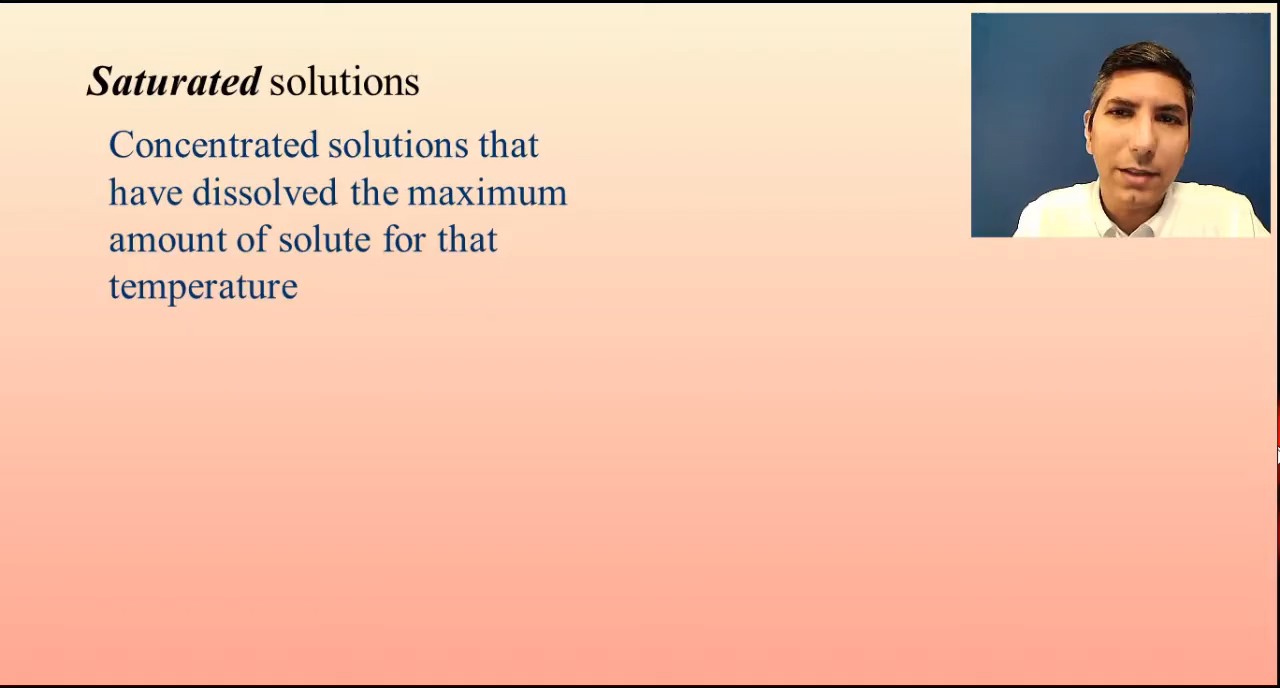 Saturated solutions
Concentrated solutions that
have dissolved the maximum
amount of solute for that
temperature